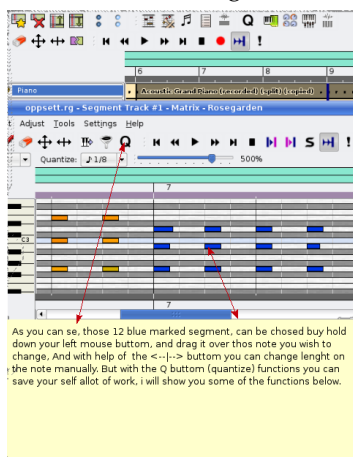 Q
!
6 7 8 9
Piano Acoustic Grand Piano (recorded) (split) (copied)
oppsett.rg - Segment Track #1 - Matrix - Rosegarden
t Adjust Tools Settings Help
Q S !
Quantize: 1/8 500%
7
C3
7
As you can se, those 12 blue marked segment, can be chosed buy hold
down your left mouse buttom, and drag it over thos note you wish to
change, And with help of the <--|--> buttom you can change lenght on
the note manually. But with the Q buttom (quantize) functions you can
save your self allot of work, i will show you some of the functions below.